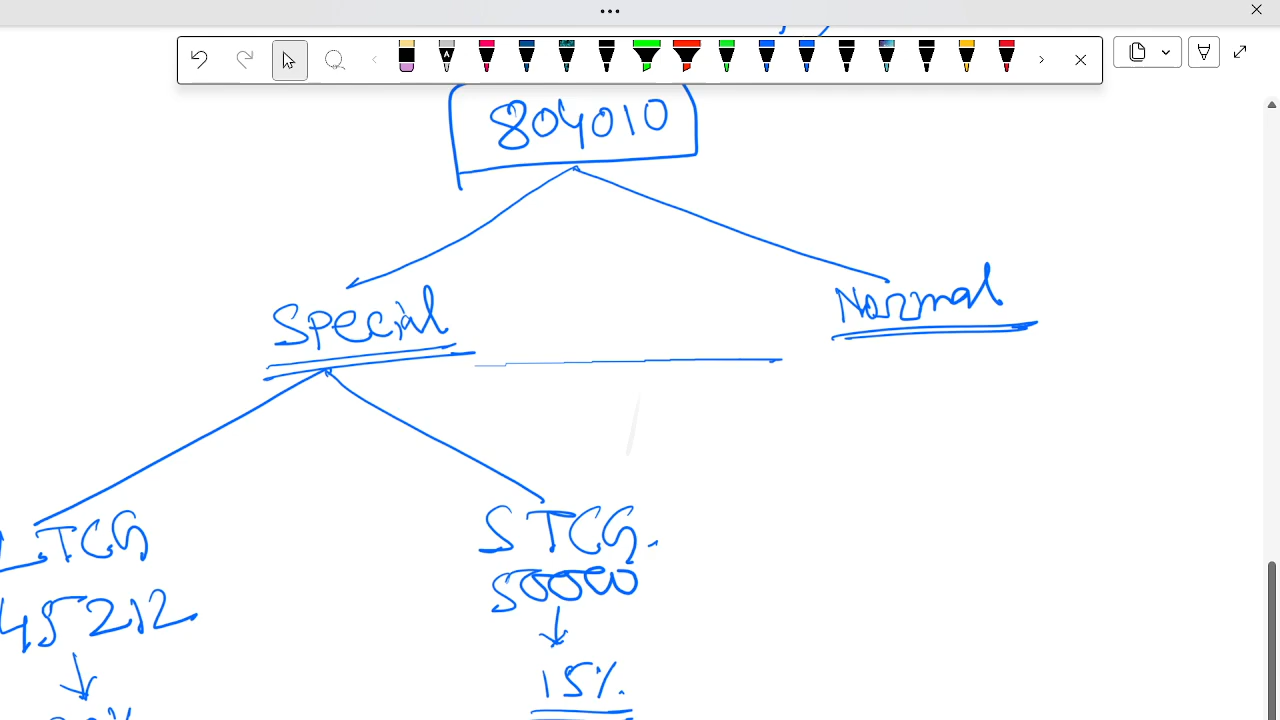 804010
Special
Normal
LTCG
STCG.
45212
50000
15%.